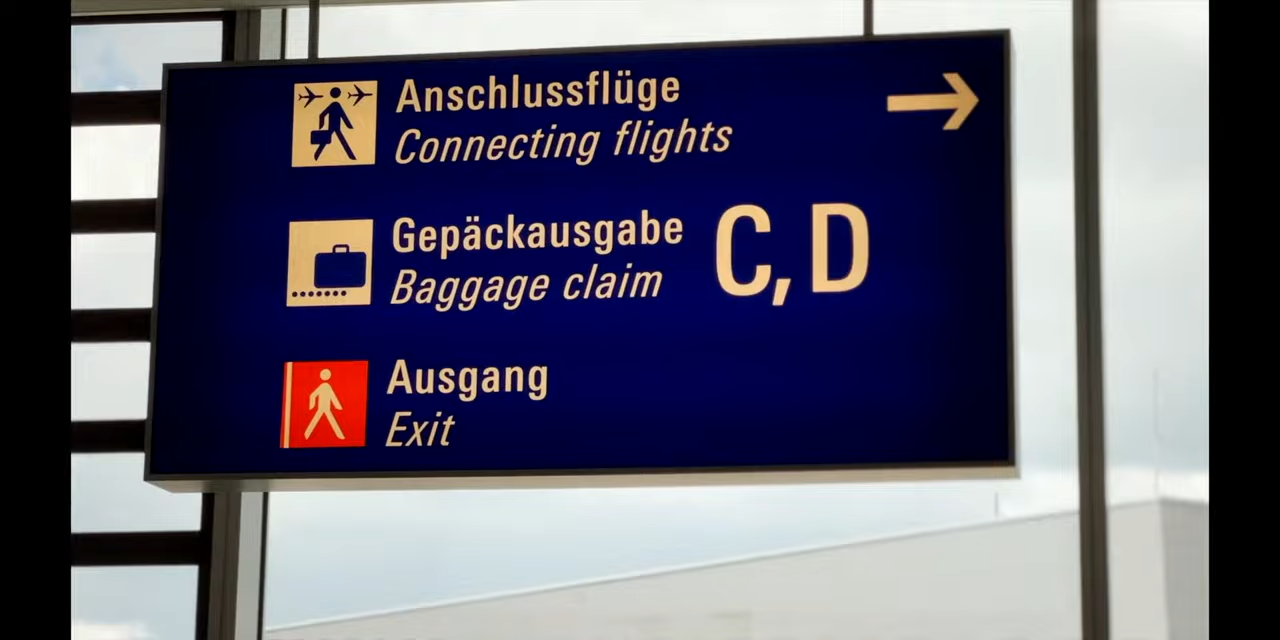 Anschlussflüge
Connecting flights
Gepäckausgabe
Baggage claim
C, D
Ausgang
Exit